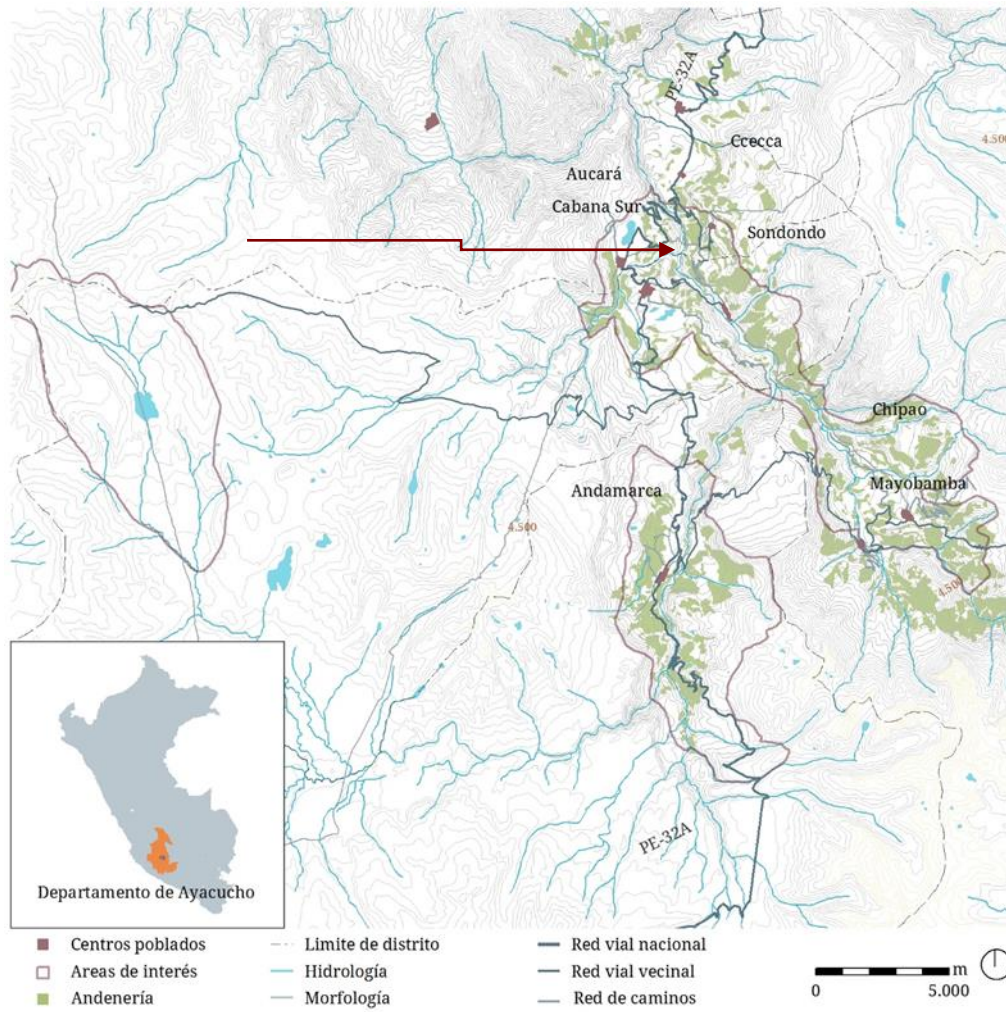 PE-32A
4.500
Ccecca
Aucará
Cabana Sur
Sondondo
Chipao
Mayobamba
Andamarca
4.500
4.500
PE-32A
Departamento de Ayacucho
Centros poblados
Areas de interés
Andenería
Limite de distrito
Hidrología
Morfología
Red vial nacional
Red vial vecinal
Red de caminos
m
0 5.000